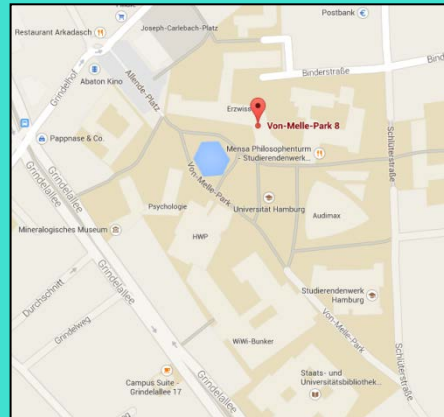 Postbank
Joseph-Carlebach-Platz
Restaurant Arkadasch
Grindelhof
Allende-Platz
Binderstraße
Abaton Kino
Erzwiss
Von-Melle-Park 8
Pappnase & Co.
Mensa Philosophenturm
- Studierendenwerk...
Schlüterstraße
Grindelallee
Von-Melle-Park
Psychologie
Universität Hamburg
Audimax
Mineralogisches Museum
HWP
Grindelallee
Durchschnitt
Studierendenwerk
Hamburg
Grindelweg
Von-Melle-Park
WiWi-Bunker
Schlüterstraße
Campus Suite -
Grindelallee 17
Staats- und
Universitätsbibliothek...
Grindelallee